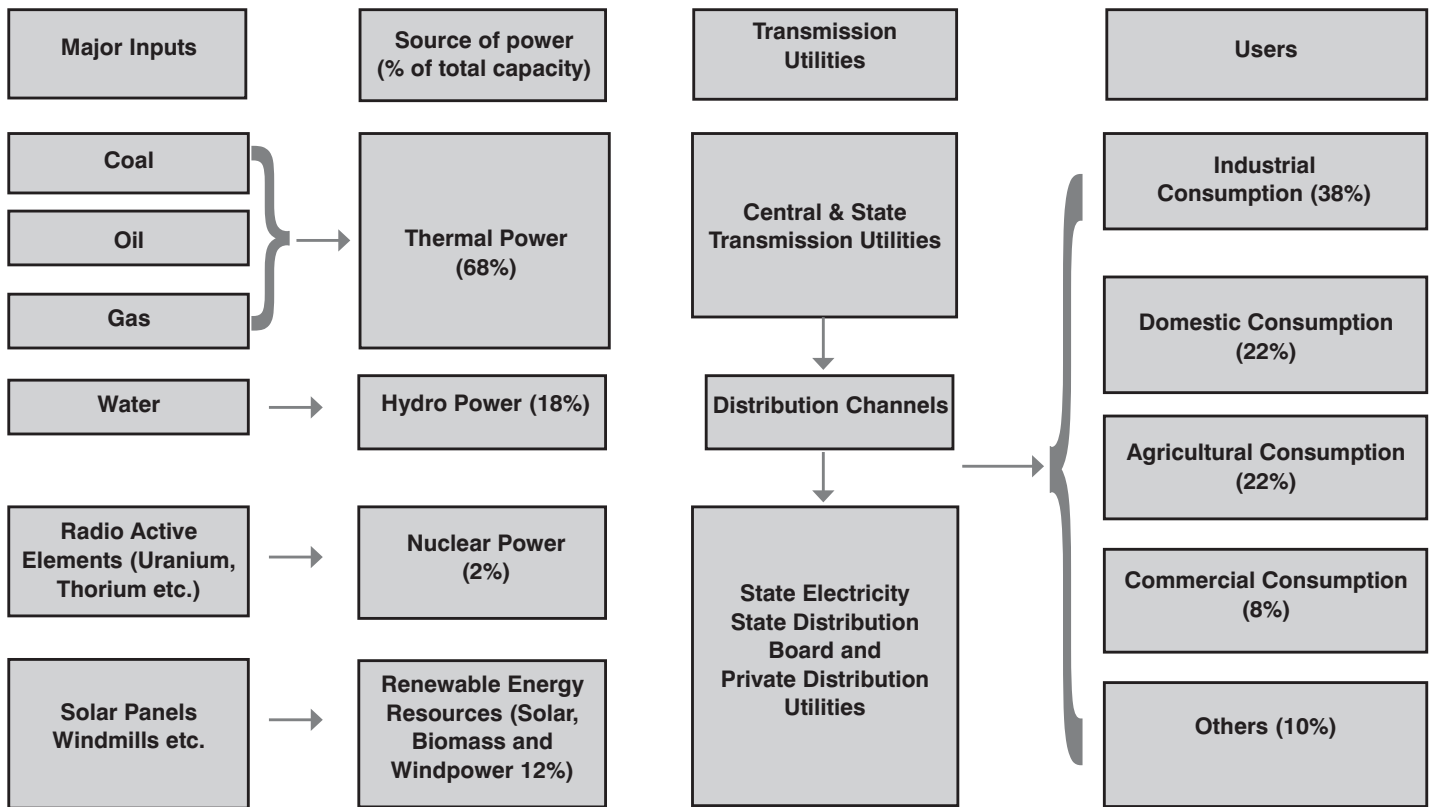 Major Inputs
Source of power
(% of total capacity)
Transmission
Utilities
Users
Coal
Oil
Gas
Water
Radio Active
Elements (Uranium,
Thorium etc.)
Solar Panels
Windmills etc.
Thermal Power
(68%)
Hydro Power (18%)
Nuclear Power
(2%)
Renewable Energy
Resources (Solar,
Biomass and
Windpower 12%)
Central & State
Transmission Utilities
Distribution Channels
State Electricity
State Distribution
Board and
Private Distribution
Utilities
Industrial
Consumption (38%)
Domestic Consumption
(22%)
Agricultural Consumption
(22%)
Commercial Consumption
(8%)
Others (10%)